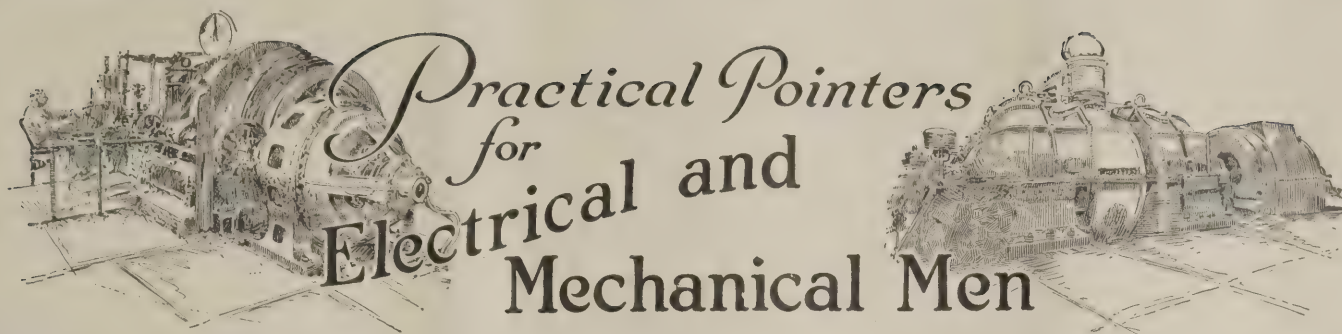 Practical Pointers
for
Electrical and
Mechanical Men